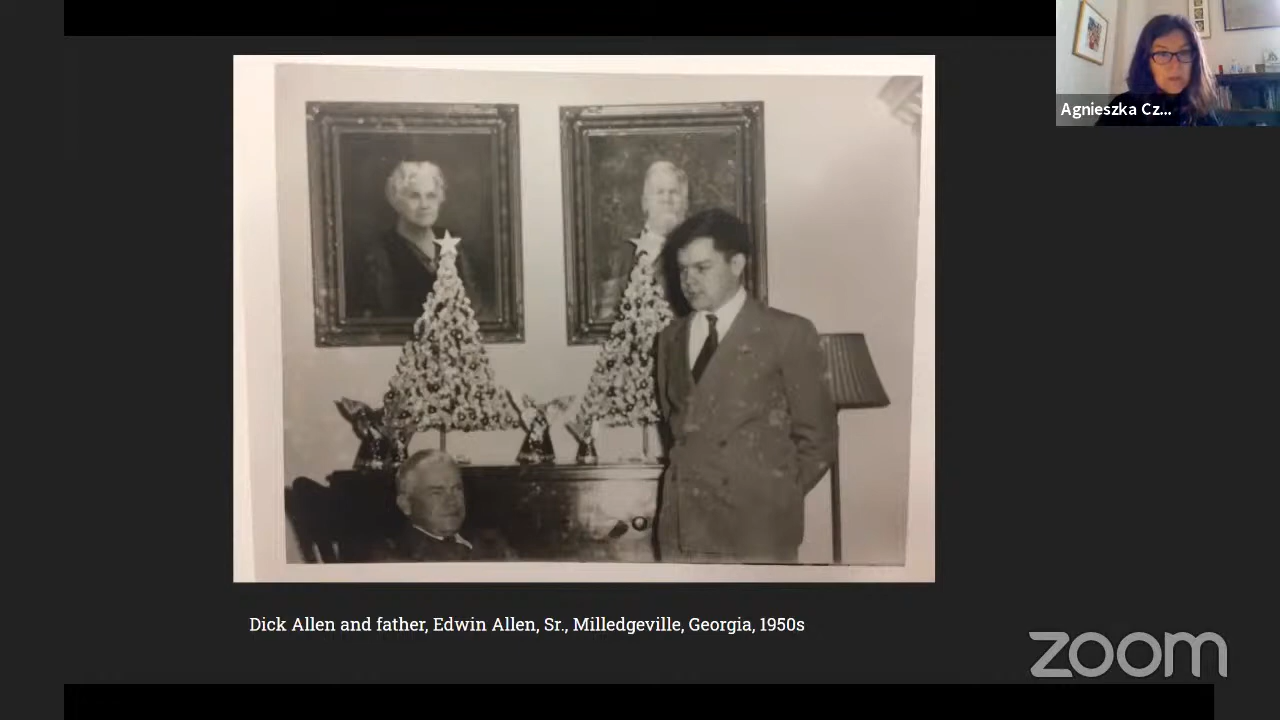 Agnieszka Cz...
Dick Allen and father, Edwin Allen, Sr., Milledgeville, Georgia, 1950s
zoom